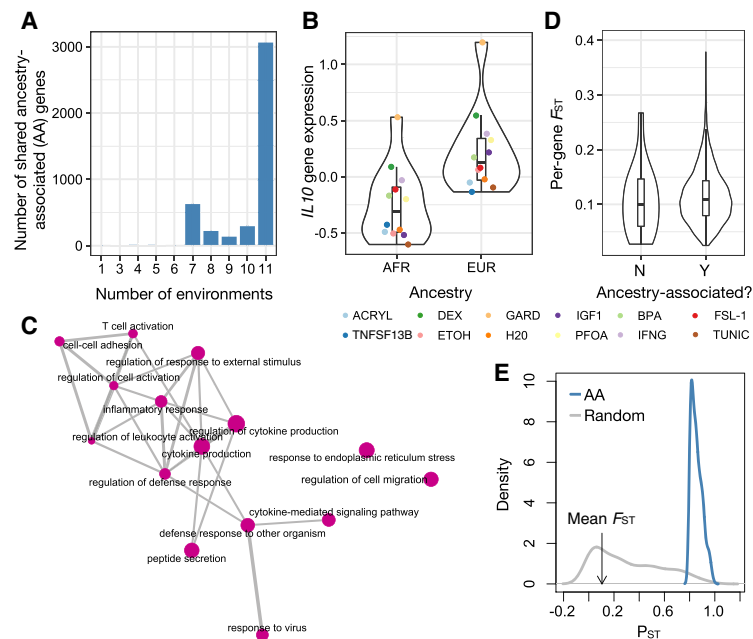 A
Number of shared ancestry-
associated (AA) genes
3000
2000
1000
0
1 3 4 5 6 7 8 9 10 11
Number of environments
B
IL10 gene expression
1.0
0.5
0.0
-0.5
AFR EUR
Ancestry
ACRYL DEX GARD IGF1 BPA FSL-1
TNFSF13B ETOH H20 PFOA IFNG TUNIC
D
Per-gene FST
0.4
0.3
0.2
0.1
N Y
Ancestry-associated?
C
T cell activation
cell-cell adhesion
regulation of response to external stimulus
regulation of cell activation
inflammatory response
regulation of cytokine production
regulation of leukocyte activation
cytokine production
response to endoplasmic reticulum stress
regulation of cell migration
regulation of defense response
cytokine-mediated signaling pathway
defense response to other organism
peptide secretion
response to virus
E
AA
Random
Density
10
8
6
4
2
0
Mean FST
-0.2 0.2 0.6 1.0
PST